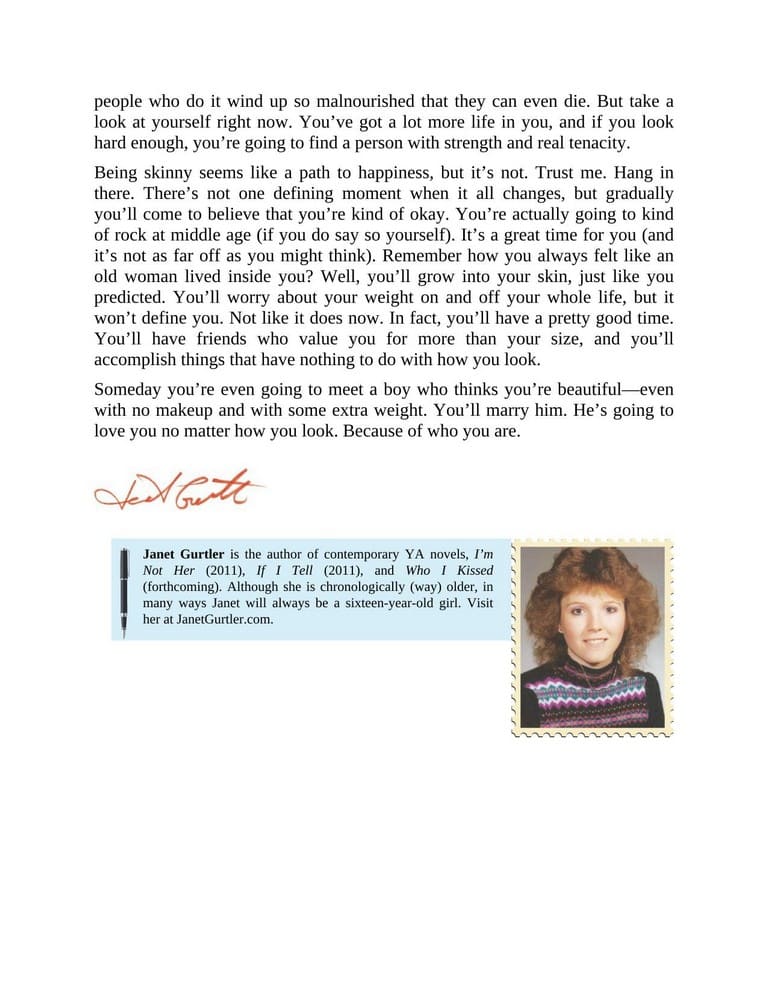 people who do it wind up so malnourished that they can even die. But take a
look at yourself right now. You’ve got a lot more life in you, and if you look
hard enough, you’re going to find a person with strength and real tenacity.
Being skinny seems like a path to happiness, but it’s not. Trust me. Hang in
there. There’s not one defining moment when it all changes, but gradually
you’ll come to believe that you’re kind of okay. You’re actually going to kind
of rock at middle age (if you do say so yourself). It’s a great time for you (and
it’s not as far off as you might think). Remember how you always felt like an
old woman lived inside you? Well, you’ll grow into your skin, just like you
predicted. You’ll worry about your weight on and off your whole life, but it
won’t define you. Not like it does now. In fact, you’ll have a pretty good time.
You’ll have friends who value you for more than your size, and you’ll
accomplish things that have nothing to do with how you look.
Someday you’re even going to meet a boy who thinks you’re beautiful—even
with no makeup and with some extra weight. You’ll marry him. He’s going to
love you no matter how you look. Because of who you are.
Janet Gurtler is the author of contemporary YA novels, I’m
Not Her (2011), If I Tell (2011), and Who I Kissed
(forthcoming). Although she is chronologically (way) older, in
many ways Janet will always be a sixteen-year-old girl. Visit
her at JanetGurtler.com.